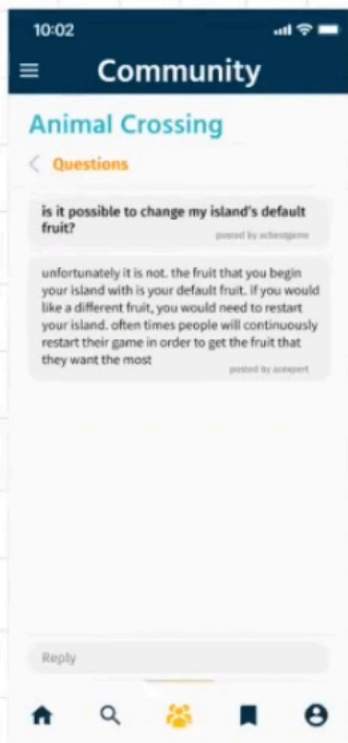 10:02
Community
Animal Crossing
Questions
is it possible to change my island's default
fruit?
posted by acbestgame
unfortunately it is not. the fruit that you begin
your island with is your default fruit. if you would
like a different fruit, you would need to restart
your island. often times people will continuously
restart their game in order to get the fruit that
they want the most
posted by acexpert
Reply